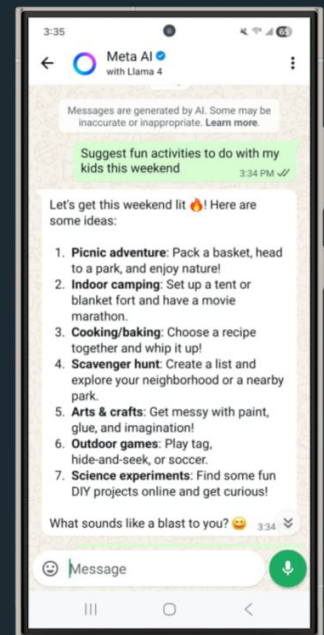 3:35
65
Meta AI
with Llama 4
Messages are generated by AI. Some may be
inaccurate or inappropriate. Learn more.
Suggest fun activities to do with my
kids this weekend
3:34 PM
Let's get this weekend lit 🔥! Here are
some ideas:
1. Picnic adventure: Pack a basket, head
to a park, and enjoy nature!
2. Indoor camping: Set up a tent or
blanket fort and have a movie
marathon.
3. Cooking/baking: Choose a recipe
together and whip it up!
4. Scavenger hunt: Create a list and
explore your neighborhood or a nearby
park.
5. Arts & crafts: Get messy with paint,
glue, and imagination!
6. Outdoor games: Play tag,
hide-and-seek, or soccer.
7. Science experiments: Find some fun
DIY projects online and get curious!
What sounds like a blast to you? 😄 3:34
Message